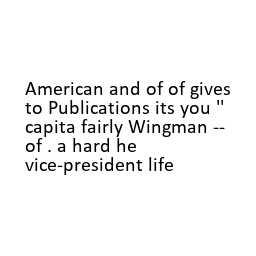 American and of of gives
to Publications its you "
capita fairly Wingman --
of . a hard he
vice-president life